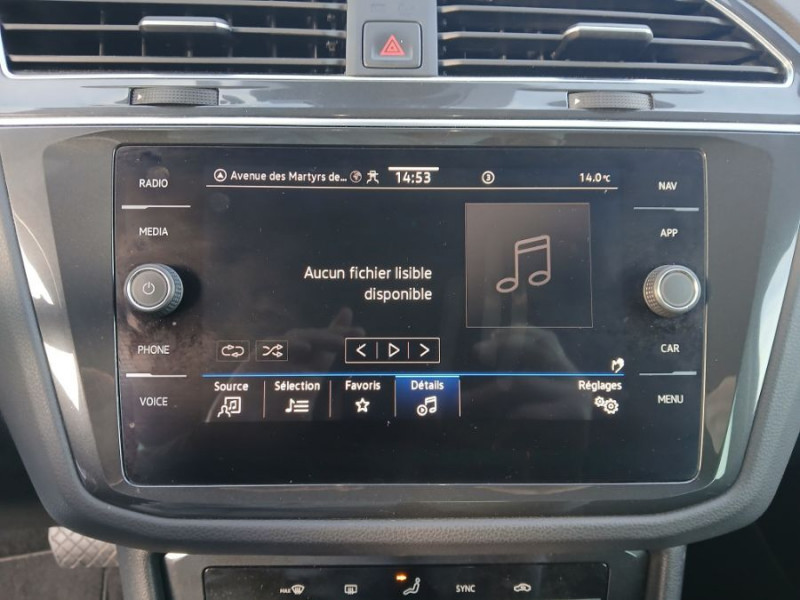 RADIO
MEDIA
PHONE
VOICE
Avenue des Martyrs de... 14:53 3 14.0°C
Aucun fichier lisible
disponible
Source Sélection Favoris Détails Réglages
NAV
APP
CAR
MENU
MAX SYNC